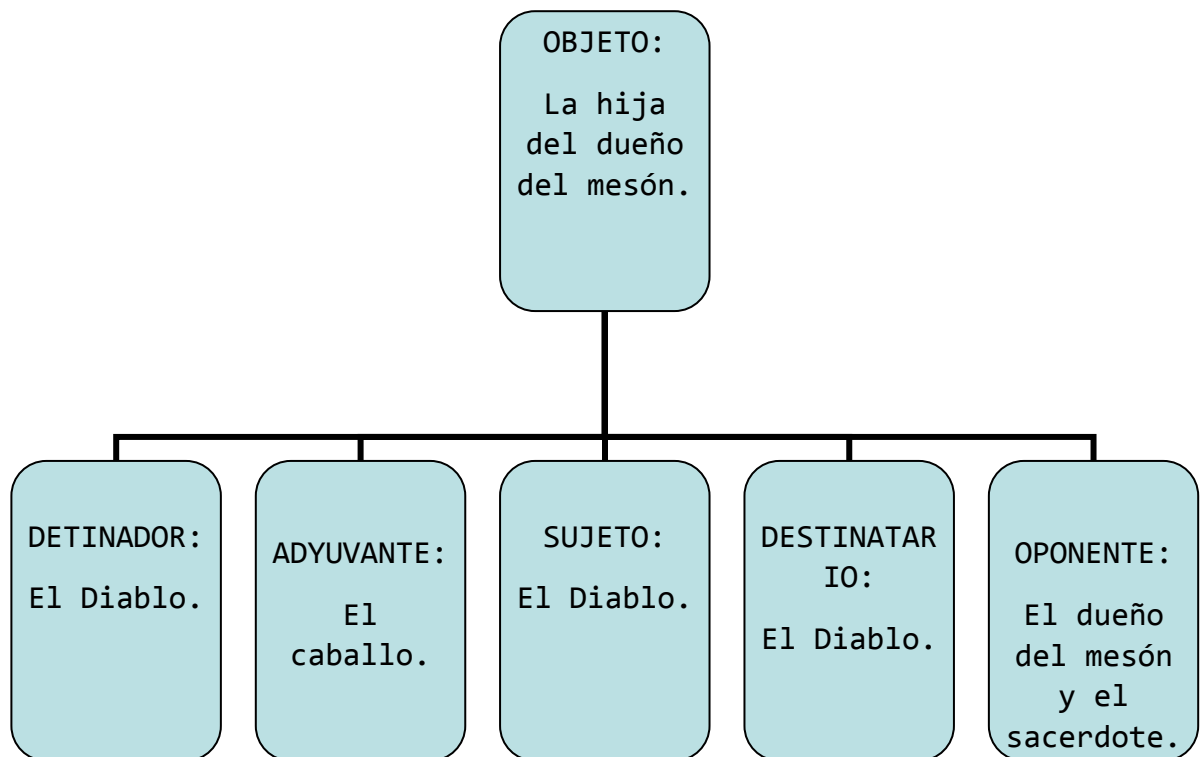 OBJETO:
La hija
del dueño
del mesón.
DETINADOR:
El Diablo.
ADYUVANTE:
El
caballo.
SUJETO:
El Diablo.
DESTINATAR
IO:
El Diablo.
OPONENTE:
El dueño
del mesón
y el
sacerdote.